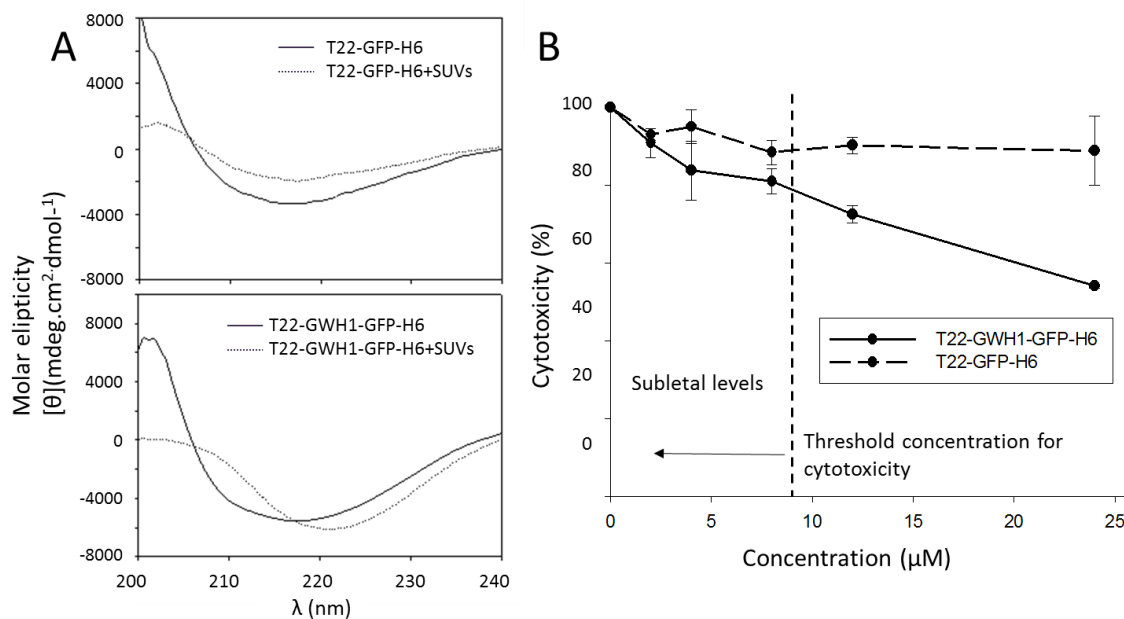 A
8000
4000
0
-4000
-8000
T22-GFP-H6
T22-GFP-H6+SUVs
8000
4000
0
-4000
-8000
T22-GWH1-GFP-H6
T22-GWH1-GFP-H6+SUVs
200
210
220
230
240
λ (nm)
Molar elipticity
[θ](mdeg.cm2·dmol-1)
B
100
80
60
40
20
0
Cytotoxicity (%)
T22-GWH1-GFP-H6
T22-GFP-H6
Subletal levels
Threshold concentration for
cytotoxicity
0
5
10
15
20
25
Concentration (μM)